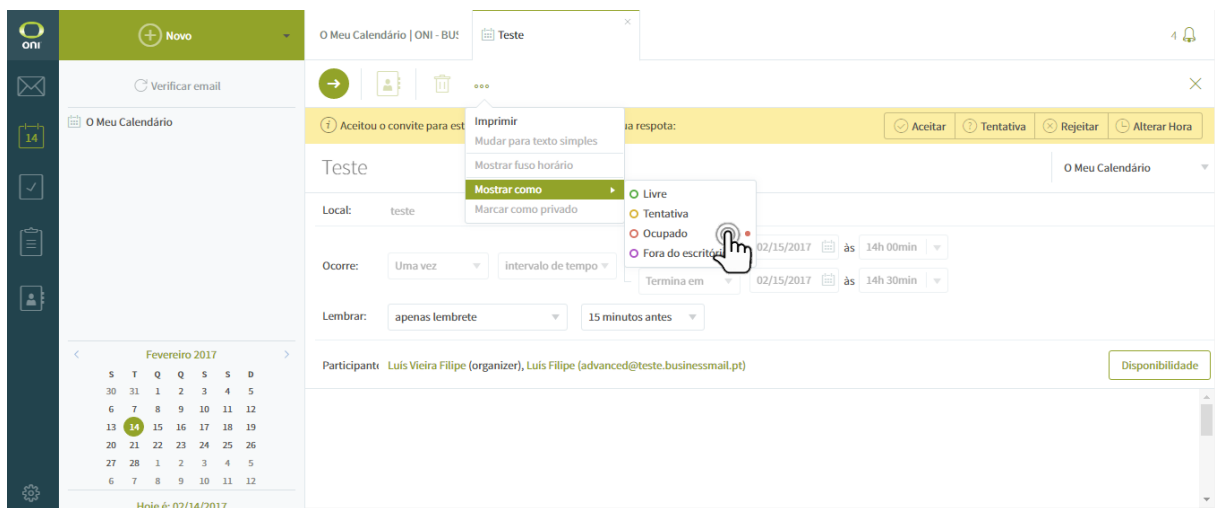 oni
Novo
O Meu Calendário | ONI - BUS
Teste
4
Verificar email
14
O Meu Calendário
Aceitou o convite para est
ua respota:
Aceitar
Tentativa
Rejeitar
Alterar Hora
Imprimir
Mudar para texto simples
Mostrar fuso horário
Mostrar como
Marcar como privado
Livre
Tentativa
Ocupado
Fora do escritóri
Teste
O Meu Calendário
Local: teste
Ocorre: Uma vez intervalo de tempo
02/15/2017 às 14h 00min
Termina em 02/15/2017 às 14h 30min
Lembrar: apenas lembrete 15 minutos antes
Participante Luís Vieira Filipe (organizer), Luís Filipe (advanced@teste.businessmail.pt)
Disponibilidade
Fevereiro 2017
S T Q Q S S D
30 31 1 2 3 4 5
6 7 8 9 10 11 12
13 14 15 16 17 18 19
20 21 22 23 24 25 26
27 28 1 2 3 4 5
6 7 8 9 10 11 12
Hoje é: 02/14/2017